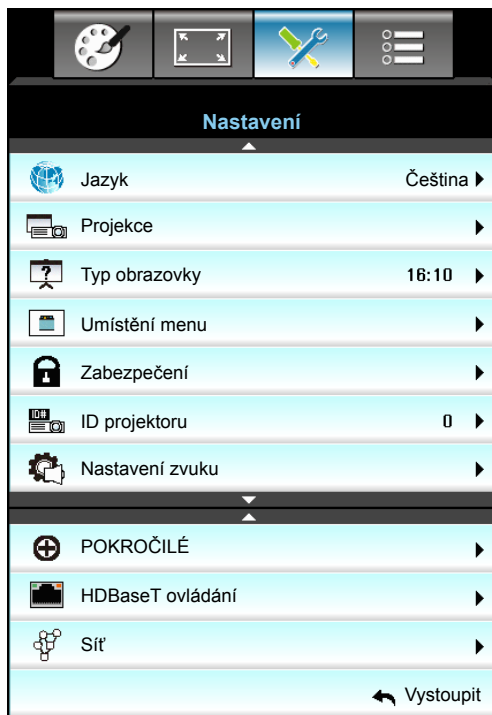 Nastavení
Jazyk Čeština
Projekce
? Typ obrazovky 16:10
Umístění menu
Zabezpečení
ID# ID projektoru 0
Nastavení zvuku
POKROČILÉ
HDBaseT ovládání
Síť
Vystoupit